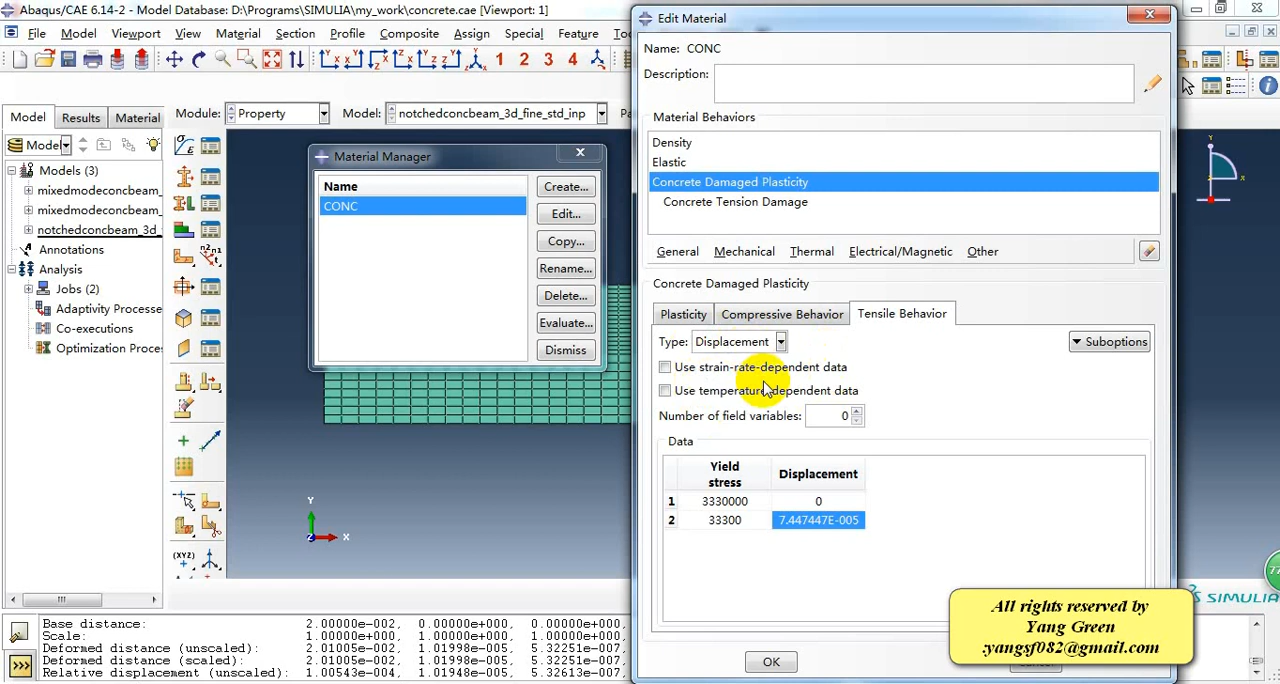 Abaqus/CAE 6.14-2 - Model Database: D:\Programs\SIMULIA\my_work\concrete.cae [Viewport: 1]
File Model Viewport View Material Section Profile Composite Assign Special Feature
1 2 3 4
Model Results Material
Module: Property Model: notchedconcbeam_3d_fine_std_inp
Model
Models (3)
mixedmodeconcbeam_
mixedmodeconcbeam_
notchedconcbeam_3d_
Annotations
Analysis
Jobs (2)
Adaptivity Processe
Co-executions
Optimization Proce
(XYZ)
Material Manager
Name
CONC
Create...
Edit...
Copy...
Rename...
Delete...
Evaluate...
Dismiss
Y
Z X
Edit Material
Name: CONC
Description:
Material Behaviors
Density
Elastic
Concrete Damaged Plasticity
Concrete Tension Damage
General Mechanical Thermal Electrical/Magnetic Other
Concrete Damaged Plasticity
Plasticity Compressive Behavior Tensile Behavior
Type: Displacement
Suboptions
Use strain-rate-dependent data
Use temperature-dependent data
Number of field variables: 0
Data
Yield
stress Displacement
1 3330000 0
2 33300 7.447447E-005
OK
Y
X
SIMULIA
All rights reserved by
Yang Green
yangsf082@gmail.com
Base distance: 2.00000e-002, 0.00000e+000, 0.00000e+000,
Scale: 1.00000e+000, 1.00000e+000, 1.00000e+000,
Deformed distance (unscaled): 2.01005e-002, 1.01998e-005, 5.32251e-007,
Deformed distance (scaled): 2.01005e-002, 1.01998e-005, 5.32251e-007,
Relative displacement (unscaled): 1.00543e-004, 1.01948e-005, 5.32613e-007,
>>>